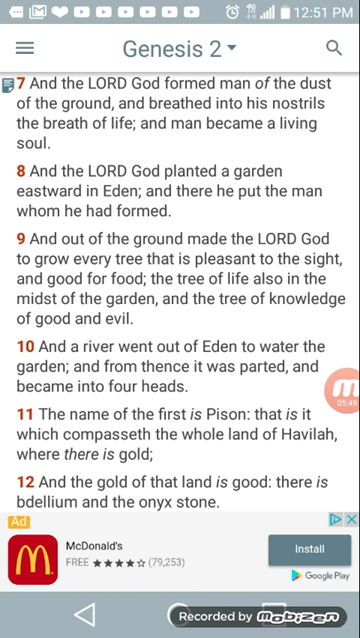 12:51 PM
Genesis 2
7 And the LORD God formed man of the dust
of the ground, and breathed into his nostrils
the breath of life; and man became a living
soul.
8 And the LORD God planted a garden
eastward in Eden; and there he put the man
whom he had formed.
9 And out of the ground made the LORD God
to grow every tree that is pleasant to the sight,
and good for food; the tree of life also in the
midst of the garden, and the tree of knowledge
of good and evil.
10 And a river went out of Eden to water the
garden; and from thence it was parted, and
became into four heads.
05:49
11 The name of the first is Pison: that is it
which compasseth the whole land of Havilah,
where there is gold;
12 And the gold of that land is good: there is
bdellium and the onyx stone.
Ad
McDonald's
FREE (79,253)
Install
Google Play
Recorded by mobizen